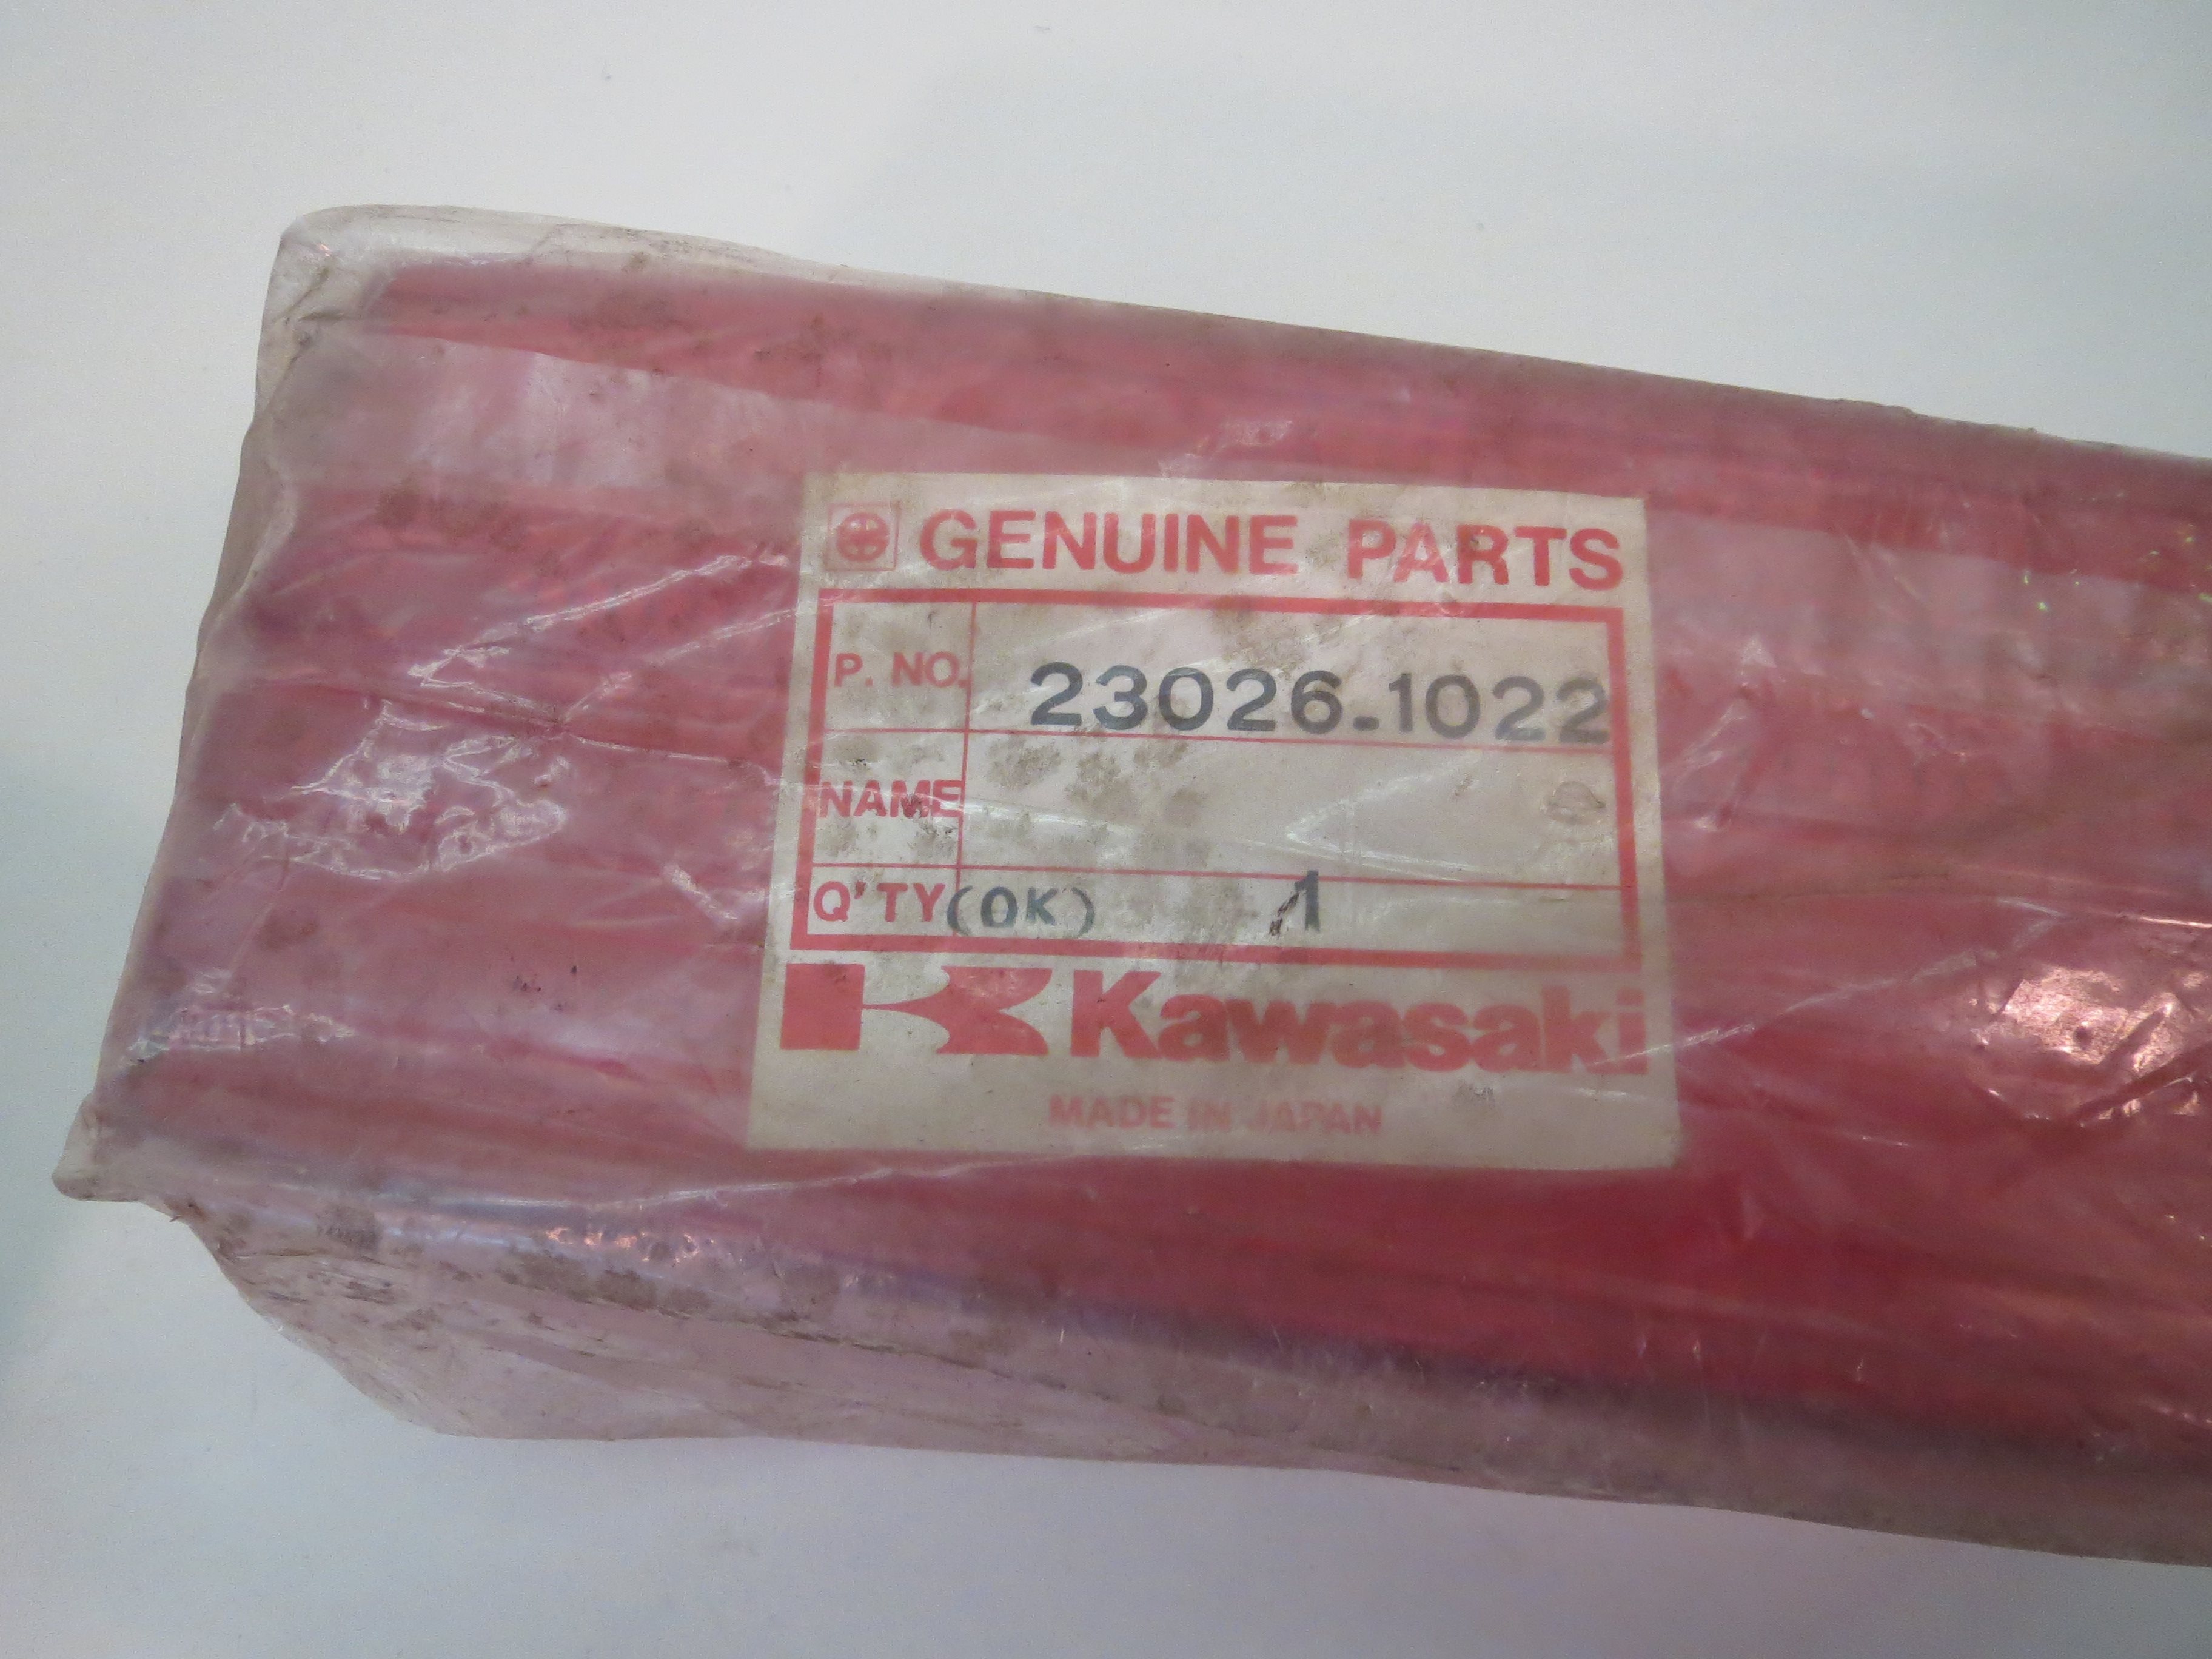 GENUINE PARTS
P. NO. 23026-1022
NAME
Q'TY (OK) 1
Kawasaki
MADE IN JAPAN